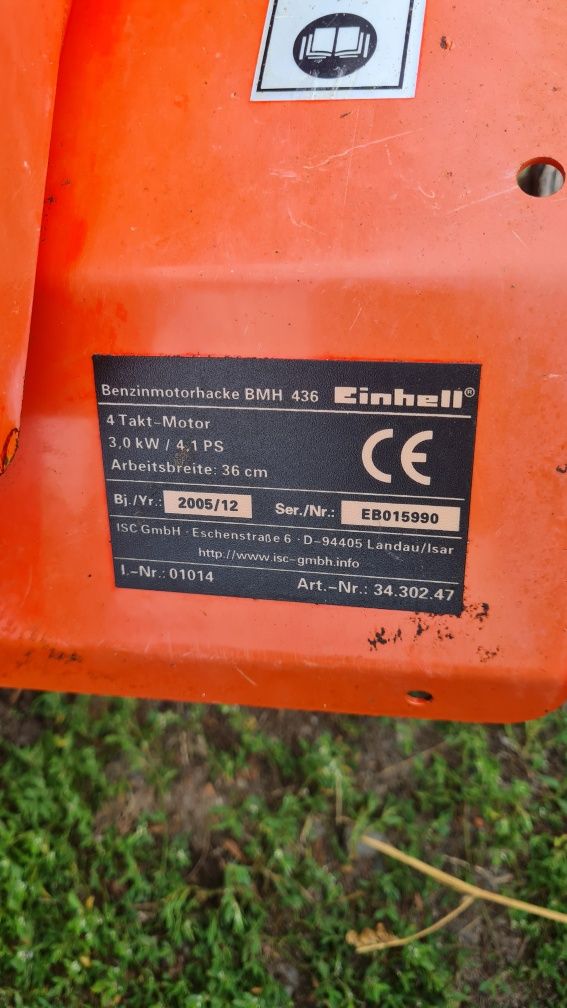 Benzinmotorhacke BMH 436 Einhell®
4 Takt-Motor
3,0 kW / 4,1 PS
Arbeitsbreite: 36 cm
CE
Bj./Yr.: 2005/12 Ser./Nr.: EB015990
ISC GmbH · Eschenstraße 6 · D-94405 Landau/Isar
http://www.isc-gmbh.info
I.-Nr.: 01014 Art.-Nr.: 34.302.47